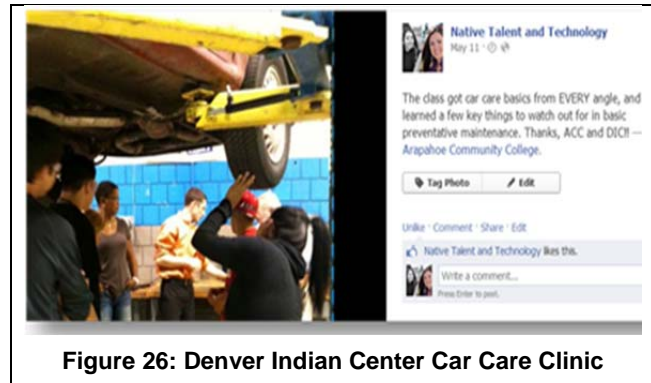 Native Talent and Technology
May 11
The class got car care basics from EVERY angle, and
learned a few key things to watch out for in basic
preventative maintenance. Thanks, ACC and DIC!! —
Arapahoe Community College.
Tag Photo Edit
Unlike · Comment · Share · Edit
Native Talent and Technology likes this.
Write a comment...
Press Enter to post.
Figure 26: Denver Indian Center Car Care Clinic